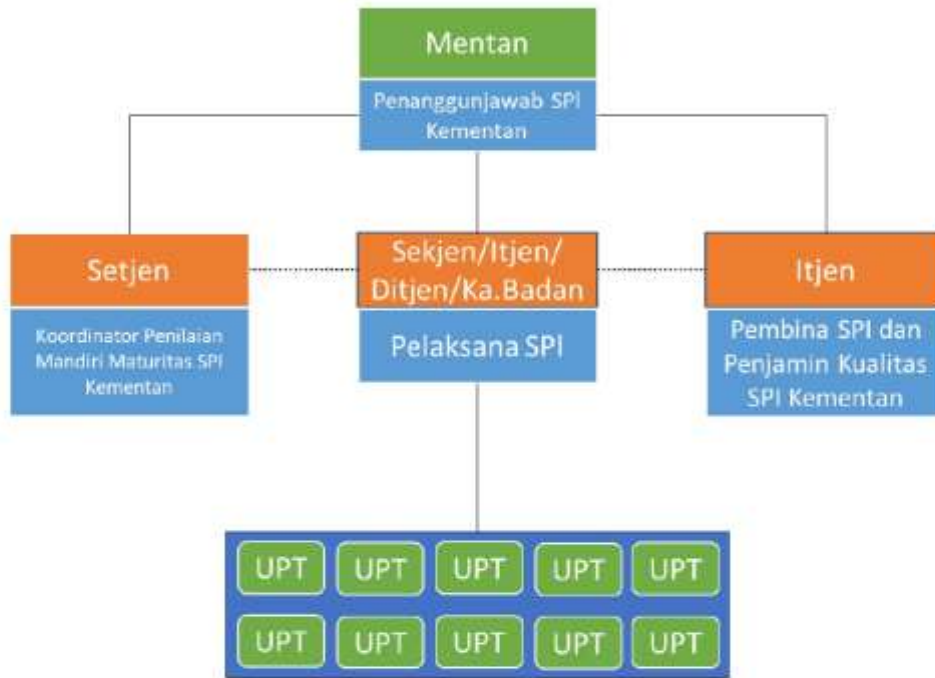 Mentan
Penanggunjawab SPI
Kementan
Setjen
Koordinator Penilaian
Mandiri Maturitas SPI
Kementan
Sekjen/Itjen/
Ditjen/Ka.Badan
Pelaksana SPI
Itjen
Pembina SPI dan
Penjamin Kualitas
SPI Kementan
UPT UPT UPT UPT UPT
UPT UPT UPT UPT UPT